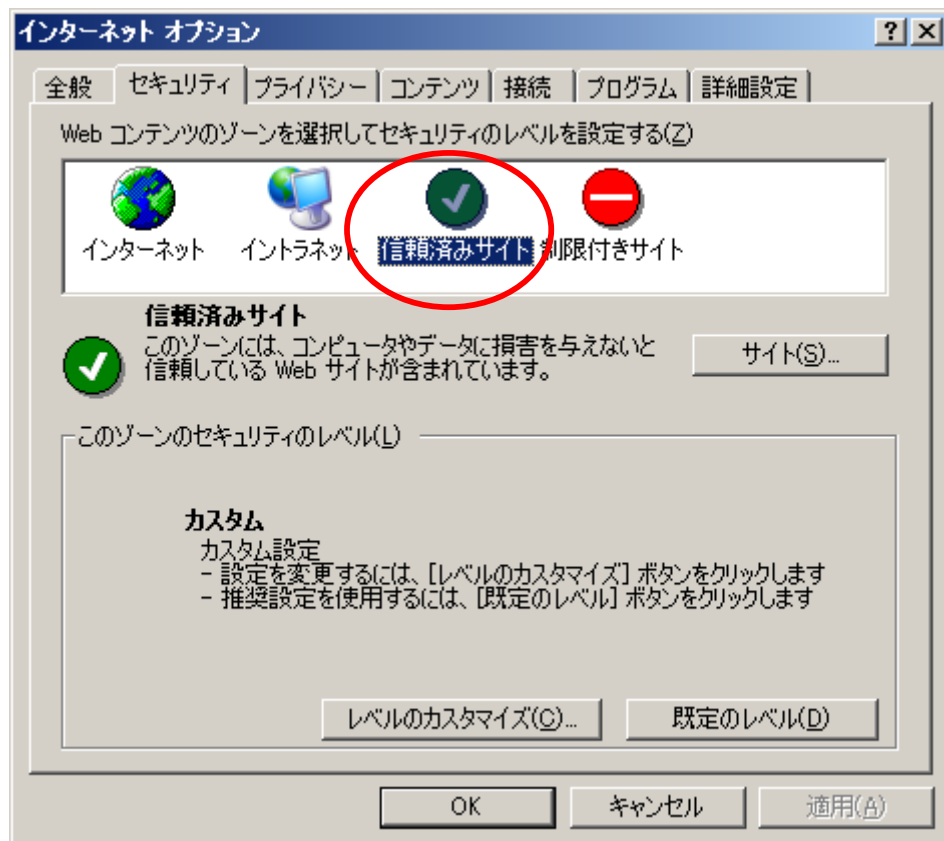 インターネット オプション
全般 セキュリティ プライバシー コンテンツ 接続 プログラム 詳細設定
Web コンテンツのゾーンを選択してセキュリティのレベルを設定する(Z)
インターネット イントラネット 信頼済みサイト 制限付きサイト
信頼済みサイト
このゾーンには、コンピュータやデータに損害を与えないと
信頼している Web サイトが含まれています。
サイト(S)...
このゾーンのセキュリティのレベル(L)
カスタム
カスタム設定
- 設定を変更するには、[レベルのカスタマイズ] ボタンをクリックします
- 推奨設定を使用するには、[既定のレベル] ボタンをクリックします
レベルのカスタマイズ(C)... 既定のレベル(D)
OK キャンセル 適用(A)